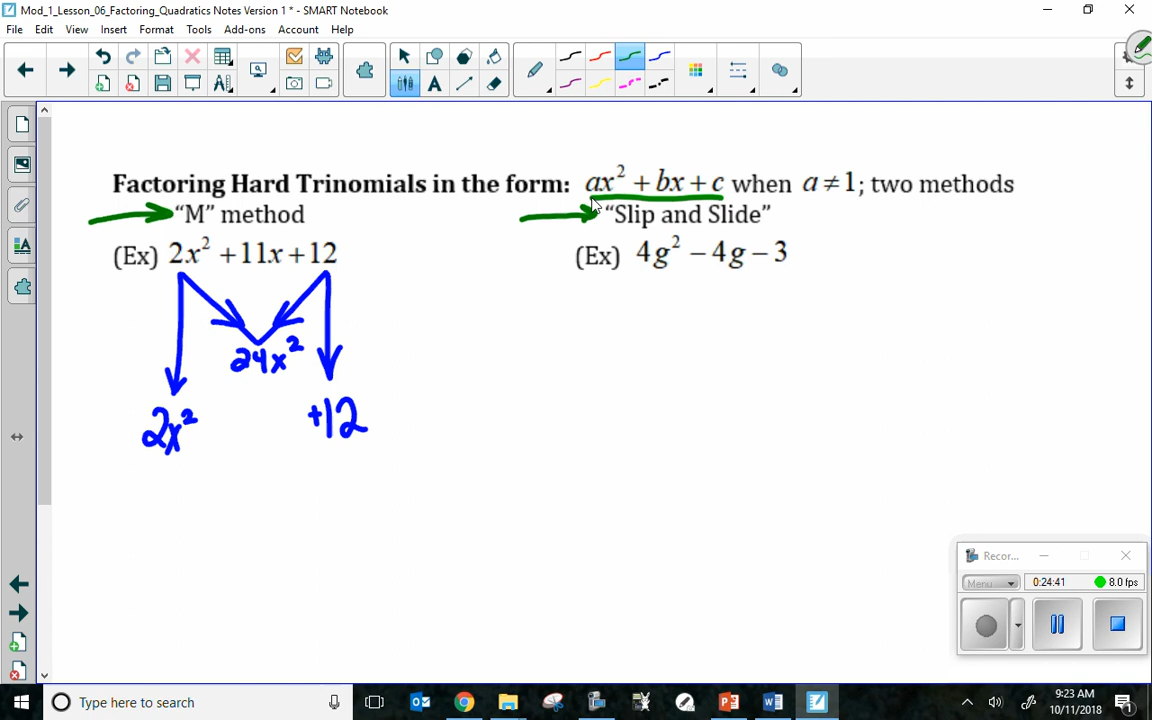 Mod_1_Lesson_06_Factoring_Quadratics Notes Version 1 * - SMART Notebook
File Edit View Insert Format Tools Add-ons Account Help
Factoring Hard Trinomials in the form: ax² + bx + c when a ≠ 1; two methods
“M” method “Slip and Slide”
(Ex) 2x² + 11x + 12 (Ex) 4g² − 4g − 3
24x²
2x² +12
Recor...
Menu 0:24:41 8.0 fps
Type here to search
9:23 AM
10/11/2018
1